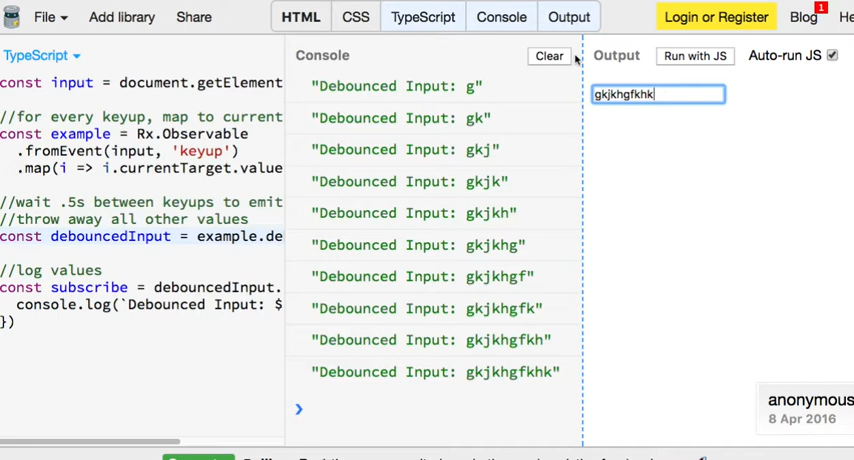 File Add library Share HTML CSS TypeScript Console Output Login or Register Blog 1 He
TypeScript
const input = document.getElement
//for every keyup, map to current
const example = Rx.Observable
.fromEvent(input, 'keyup')
.map(i => i.currentTarget.value
//wait .5s between keyups to emit
//throw away all other values
const debouncedInput = example.de
//log values
const subscribe = debouncedInput.
console.log(`Debounced Input: $
})
Console Clear
"Debounced Input: g"
"Debounced Input: gk"
"Debounced Input: gkj"
"Debounced Input: gkjk"
"Debounced Input: gkjkh"
"Debounced Input: gkjkhg"
"Debounced Input: gkjkhgf"
"Debounced Input: gkjkhgfk"
"Debounced Input: gkjkhgfkh"
"Debounced Input: gkjkhgfkhk"
Output Run with JS Auto-run JS
gkjkhgfkhk
anonymous
8 Apr 2016